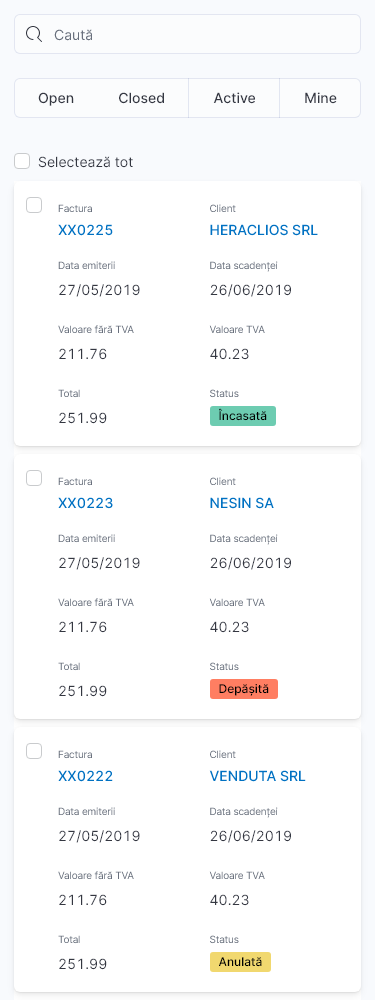 Caută
Open Closed Active Mine
Selectează tot
Factura Client
XX0225 HERACLIOS SRL
Data emiterii Data scadenței
27/05/2019 26/06/2019
Valoare fără TVA Valoare TVA
211.76 40.23
Total Status
251.99 Încasată
Factura Client
XX0223 NESIN SA
Data emiterii Data scadenței
27/05/2019 26/06/2019
Valoare fără TVA Valoare TVA
211.76 40.23
Total Status
251.99 Depășită
Factura Client
XX0222 VENDUTA SRL
Data emiterii Data scadenței
27/05/2019 26/06/2019
Valoare fără TVA Valoare TVA
211.76 40.23
Total Status
251.99 Anulată